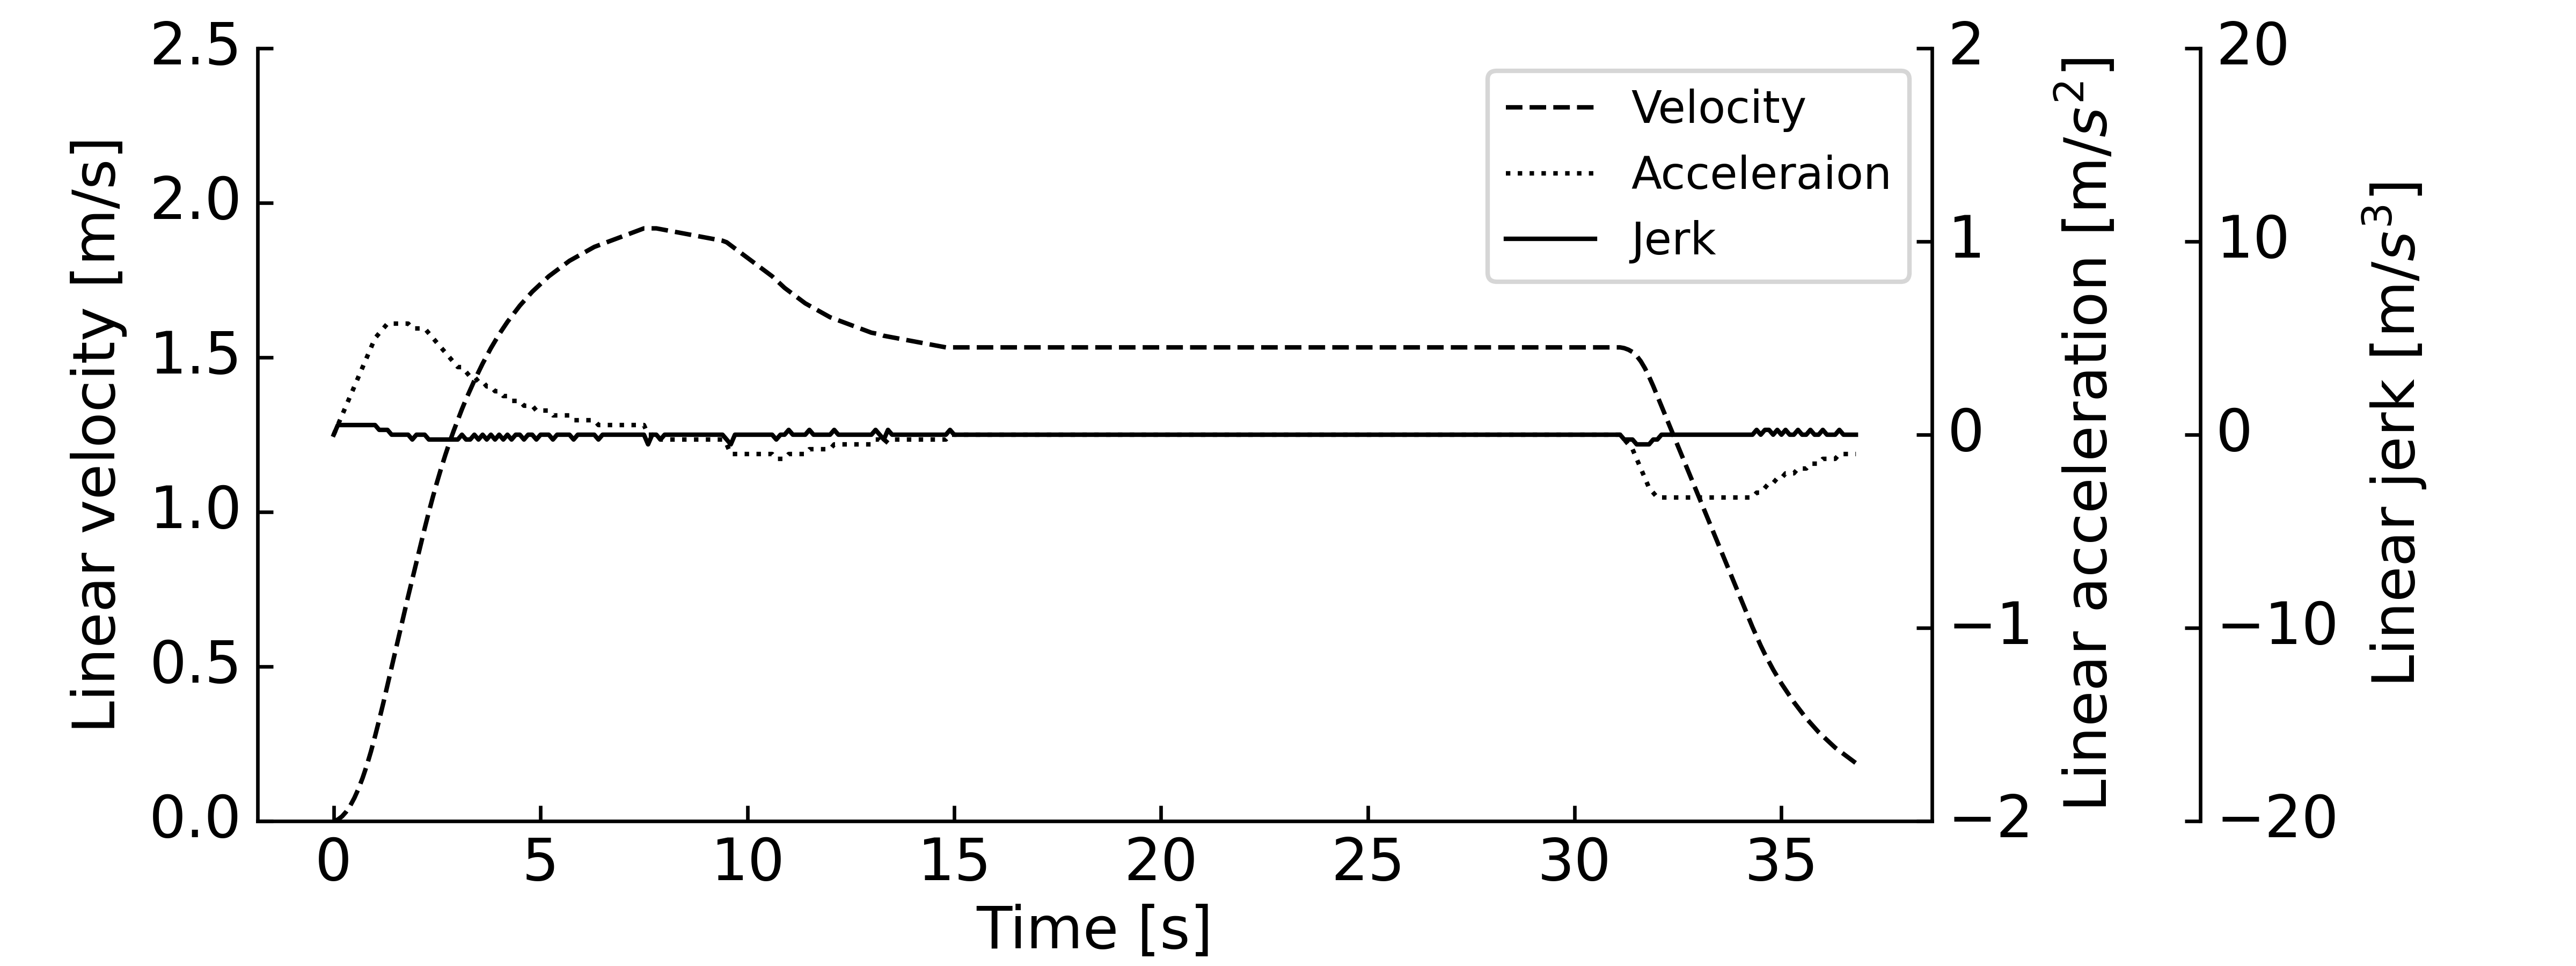 Linear velocity [m/s]
2.5
2.0
1.5
1.0
0.5
0.0
0 5 10 15 20 25 30 35
Time [s]
Velocity
Acceleraion
Jerk
2
1
0
−1
−2
Linear acceleration [m/s²]
20
10
0
−10
−20
Linear jerk [m/s³]